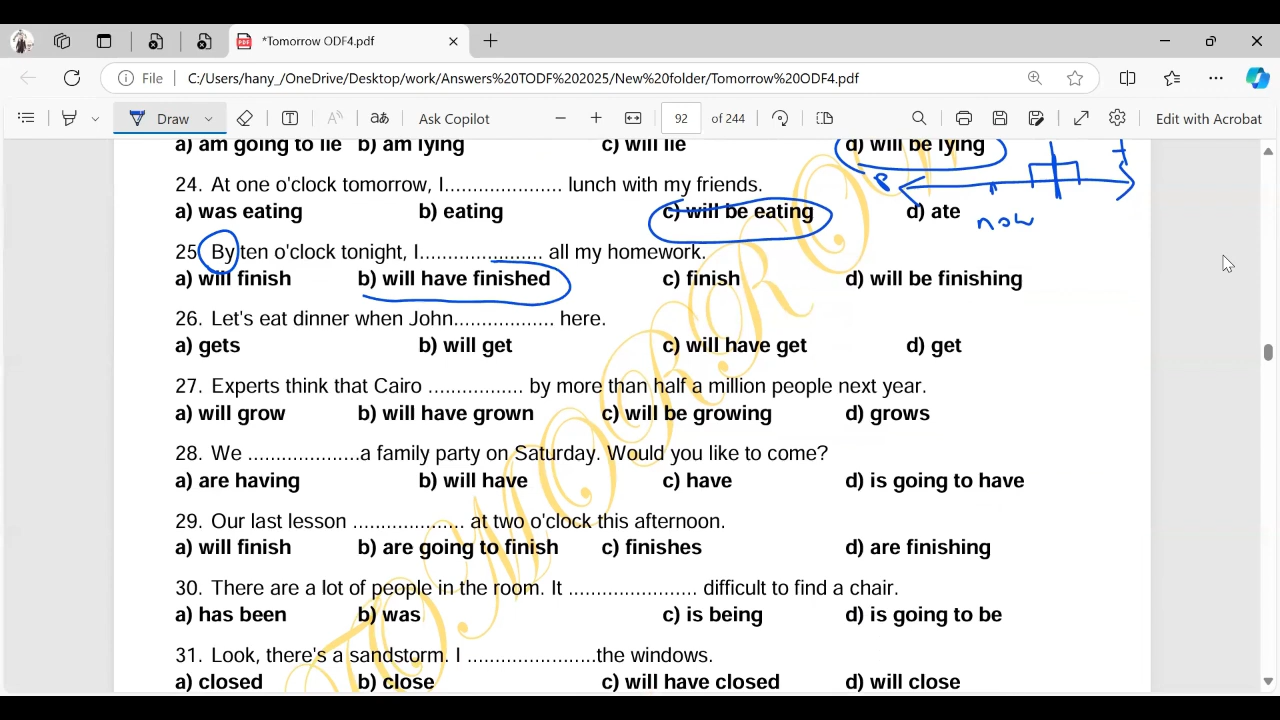 *Tomorrow ODF4.pdf
File C:/Users/hany_/OneDrive/Desktop/work/Answers%20TODF%202025/New%20folder/Tomorrow%20ODF4.pdf
Draw Ask Copilot 92 of 244 Edit with Acrobat
a) am going to lie b) am lying c) will lie d) will be lying
24. At one o'clock tomorrow, I..................... lunch with my friends.
a) was eating b) eating c) will be eating d) ate
now
25 By ten o'clock tonight, I...................... all my homework.
a) will finish b) will have finished c) finish d) will be finishing
26. Let's eat dinner when John.................. here.
a) gets b) will get c) will have get d) get
27. Experts think that Cairo ................. by more than half a million people next year.
a) will grow b) will have grown c) will be growing d) grows
28. We ....................a family party on Saturday. Would you like to come?
a) are having b) will have c) have d) is going to have
29. Our last lesson .................... at two o'clock this afternoon.
a) will finish b) are going to finish c) finishes d) are finishing
30. There are a lot of people in the room. It ....................... difficult to find a chair.
a) has been b) was c) is being d) is going to be
31. Look, there's a sandstorm. I .......................the windows.
a) closed b) close c) will have closed d) will close
TOMORROW